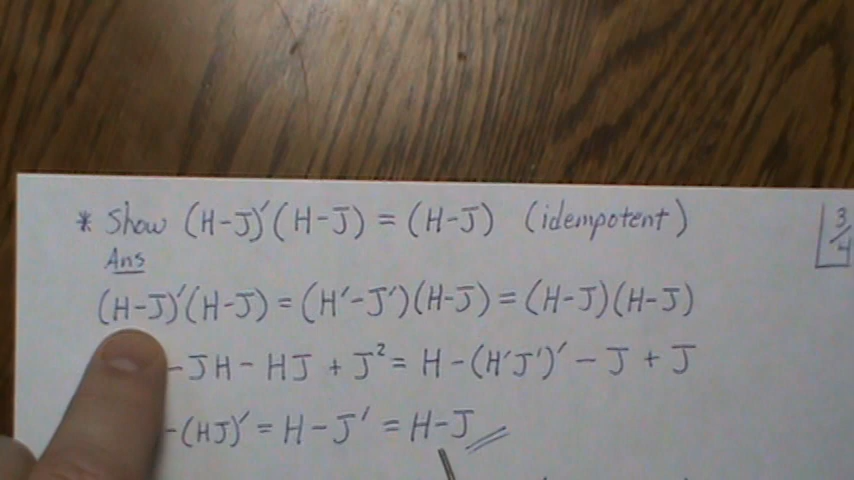 * Show (H-J)′(H-J) = (H-J) (idempotent)
3/4
Ans
(H-J)′(H-J) = (H′-J′)(H-J) = (H-J)(H-J)
-JH-HJ + J² = H-(H′J′)′-J + J
-(HJ)′ = H-J′ = H-J